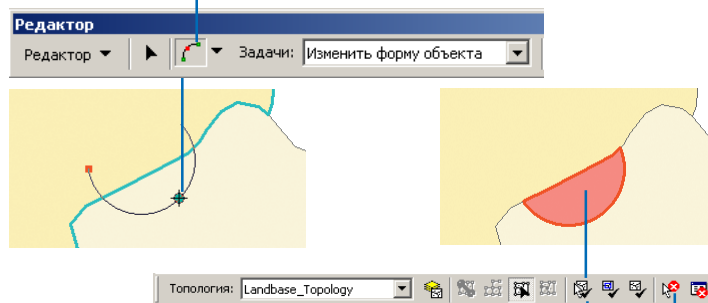 Редактор
Редактор Задачи: Изменить форму объекта
Топология: Landbase_Topology